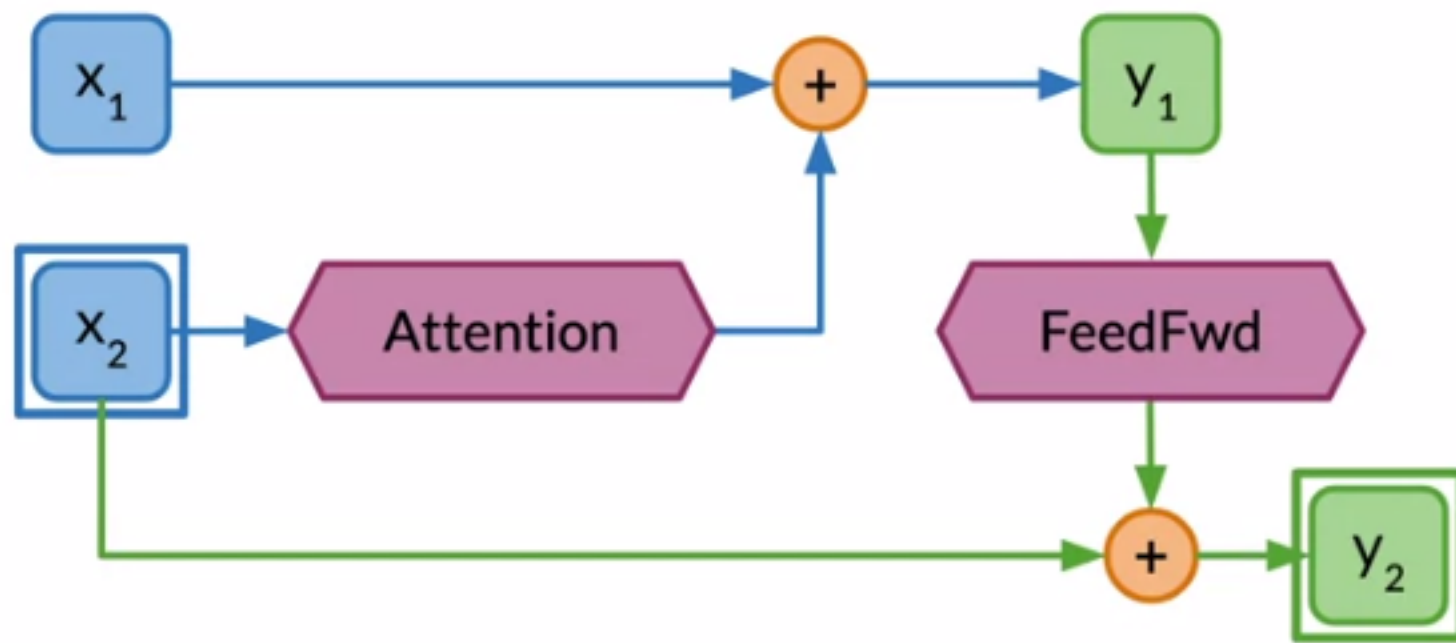 x₁
+
y₁
x₂
Attention
FeedFwd
+
y₂